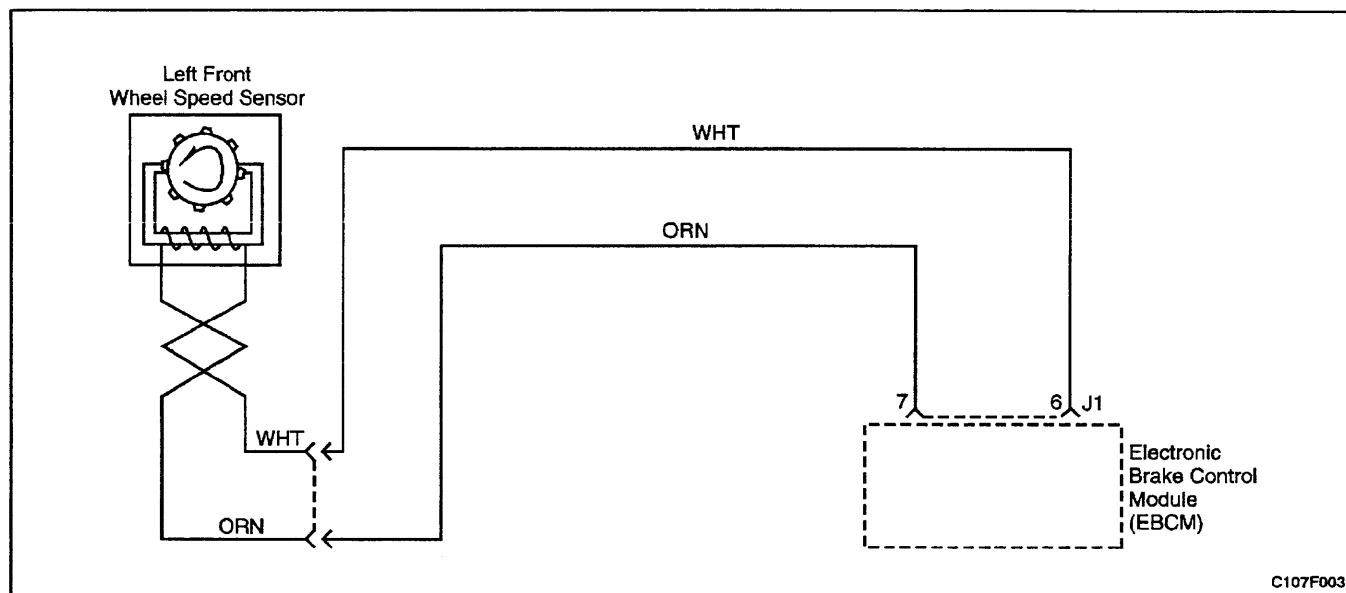 Left Front
Wheel Speed Sensor
WHT
ORN
7
6
J1
WHT
Electronic
Brake Control
Module
(EBCM)
ORN
C107F003